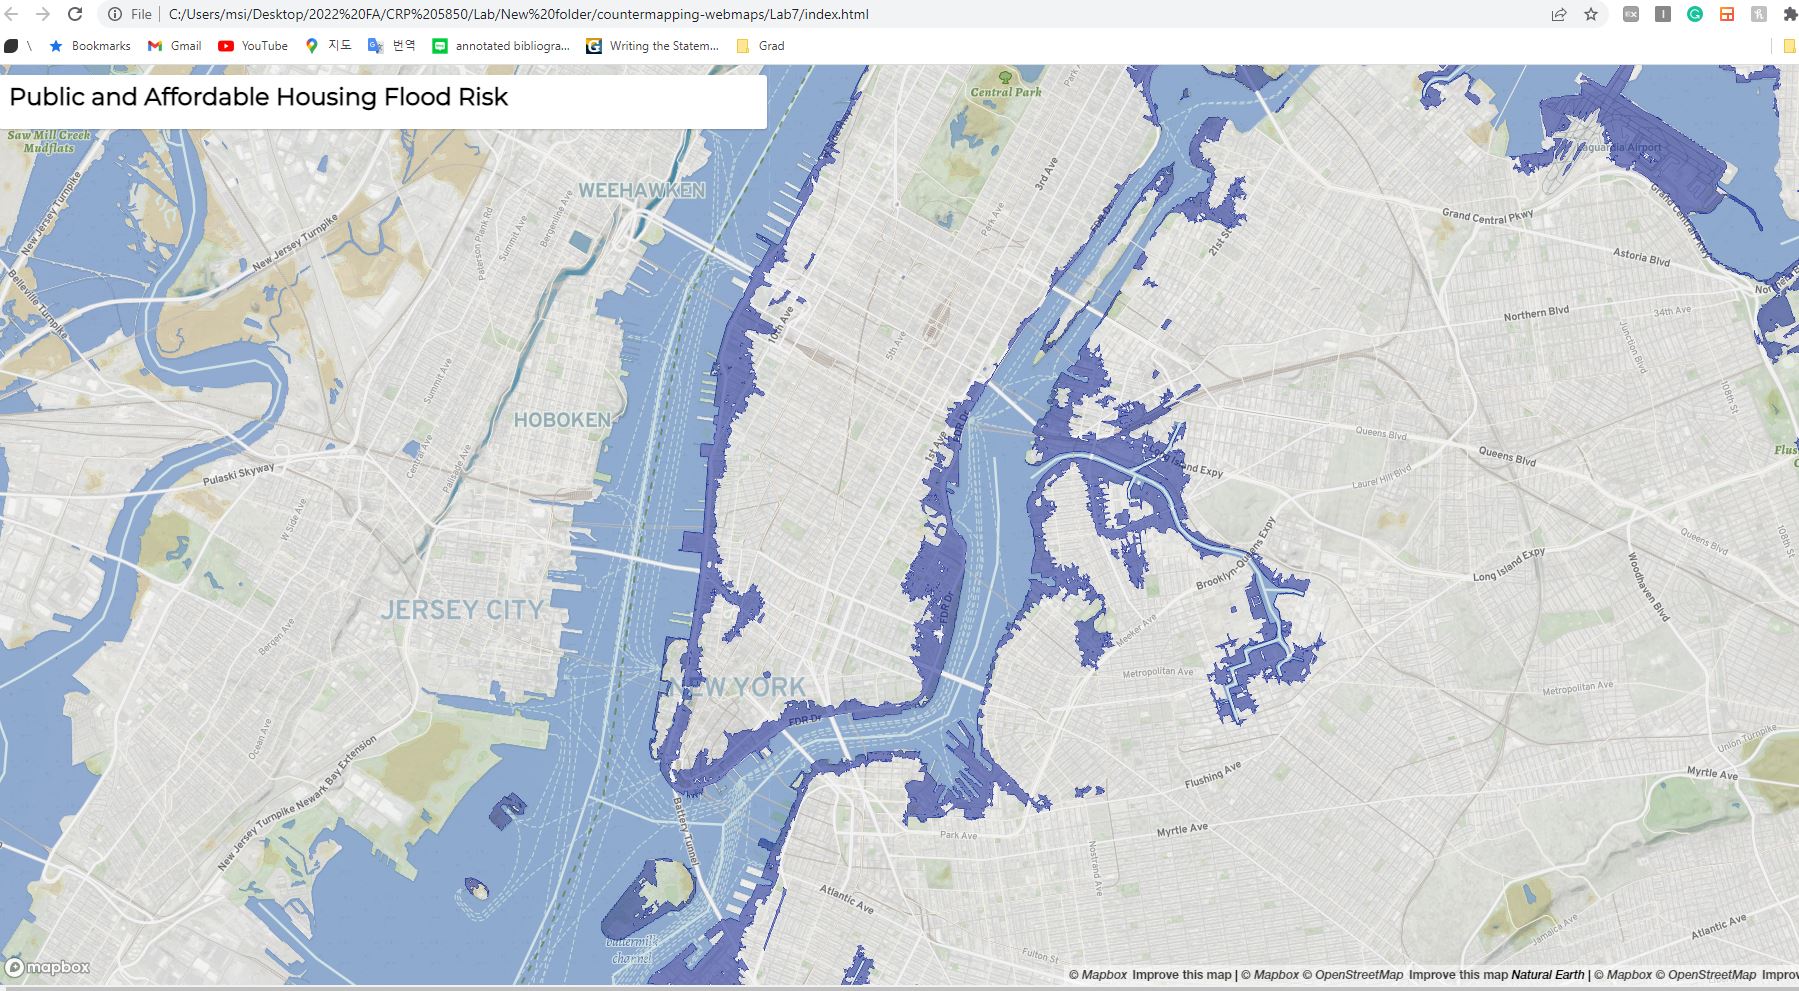 File C:/Users/msi/Desktop/2022%20FA/CRP%205850/Lab/New%20folder/countermapping-webmaps/Lab7/index.html
\ Bookmarks Gmail YouTube 지도 번역 annotated bibliogra... Writing the Statem... Grad
Public and Affordable Housing Flood Risk
Saw Mill Creek
Mudflats
Central Park
Park A
Laguardia Airport
3rd Ave
WEEHAWKEN
New Jersey Turnpike
New Jersey Turnpike
Paterson Plank Rd
Summit Ave
Bergenline Ave
Park Ave
FDR D
21st S
Grand Central Pkwy
Grand Central Pkwy
Astoria Blvd
Belleville Turnpike
10th Ave
5th Ave
Northern Blvd
34th Ave
Junction Blvd
108th St
Summit Ave
HOBOKEN
1st Ave
FDR Dr
Queens Blvd
Queens Blvd
Flus
Central Ave
Palisade Ave
Pulaski Skyway
Long Island Expy
Laurel Hill Blvd
W Side Ave
Queens Blvd
108th St
Brooklyn-Queens Expy
Long Island Expy
Woodhaven Blvd
JERSEY CITY
FDR Dr
Bergen Ave
Meeker Ave
Metropolitan Ave
Metropolitan Ave
NEW YORK
FDR Dr
Ocean Ave
Union Turnpike
Flushing Ave
Myrtle Ave
New Jersey Turnpike Newark Bay Extension
Battery Tunnel
Park Ave
Myrtle Ave
Nostrand Ave
Atlantic Ave
Jamaica Ave
Atlantic Ave
Buttermilk
channel
Fulton St
mapbox
© Mapbox Improve this map | © Mapbox © OpenStreetMap Improve this map Natural Earth | © Mapbox © OpenStreetMap Improv